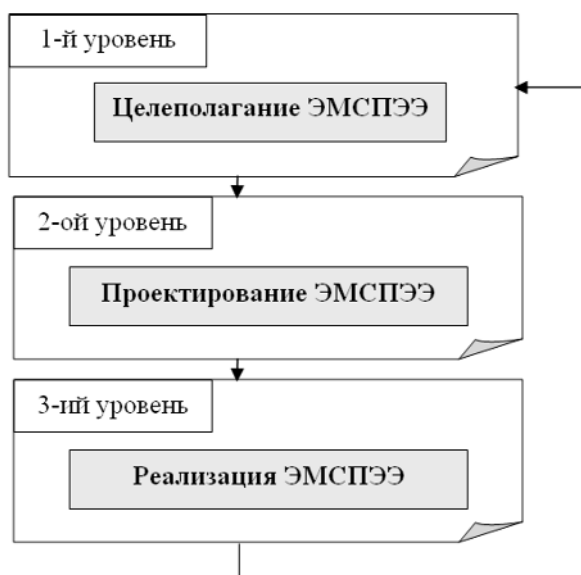 1-й уровень
Целеполагание ЭМСПЭЭ
2-ой уровень
Проектирование ЭМСПЭЭ
3-ий уровень
Реализация ЭМСПЭЭ